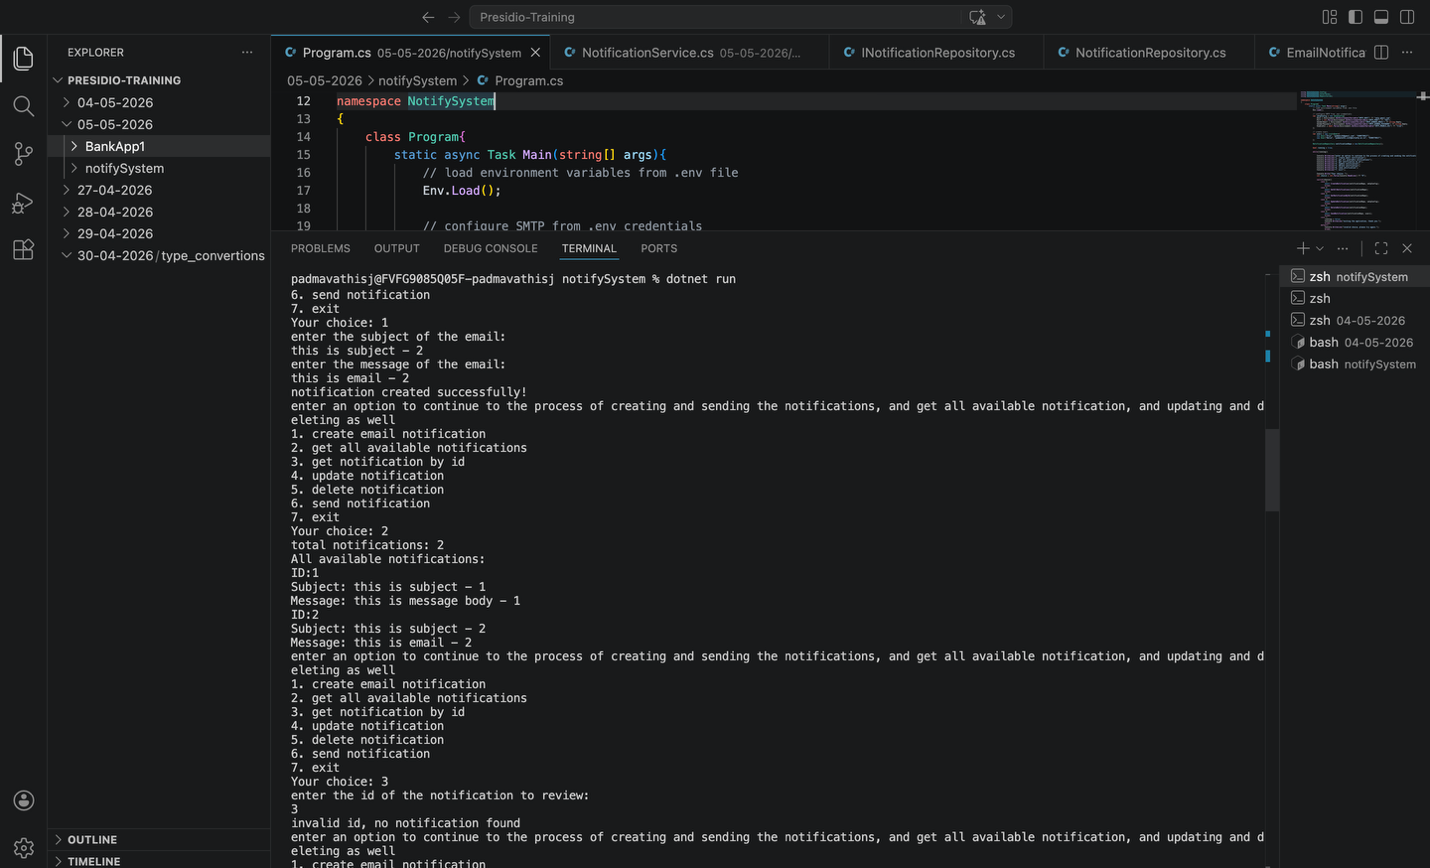 Presidio-Training
EXPLORER
PRESIDIO-TRAINING
04-05-2026
05-05-2026
BankApp1
notifySystem
27-04-2026
28-04-2026
29-04-2026
30-04-2026/type_convertions
OUTLINE
TIMELINE
Program.cs 05-05-2026/notifySystem
NotificationService.cs 05-05-2026/...
INotificationRepository.cs
NotificationRepository.cs
EmailNotifica
05-05-2026 > notifySystem > Program.cs
12 namespace NotifySystem
13 {
14 class Program{
15 static async Task Main(string[] args){
16 // load environment variables from .env file
17 Env.Load();
18
19 // configure SMTP from .env credentials
PROBLEMS OUTPUT DEBUG CONSOLE TERMINAL PORTS
padmavathisj@FVFG9085Q05F-padmavathisj notifySystem % dotnet run
6. send notification
7. exit
Your choice: 1
enter the subject of the email:
this is subject - 2
enter the message of the email:
this is email - 2
notification created successfully!
enter an option to continue to the process of creating and sending the notifications, and get all available notification, and updating and d
eleting as well
1. create email notification
2. get all available notifications
3. get notification by id
4. update notification
5. delete notification
6. send notification
7. exit
Your choice: 2
total notifications: 2
All available notifications:
ID:1
Subject: this is subject - 1
Message: this is message body - 1
ID:2
Subject: this is subject - 2
Message: this is email - 2
enter an option to continue to the process of creating and sending the notifications, and get all available notification, and updating and d
eleting as well
1. create email notification
2. get all available notifications
3. get notification by id
4. update notification
5. delete notification
6. send notification
7. exit
Your choice: 3
enter the id of the notification to review:
3
invalid id, no notification found
enter an option to continue to the process of creating and sending the notifications, and get all available notification, and updating and d
eleting as well
1. create email notification
zsh notifySystem
zsh
zsh 04-05-2026
bash 04-05-2026
bash notifySystem